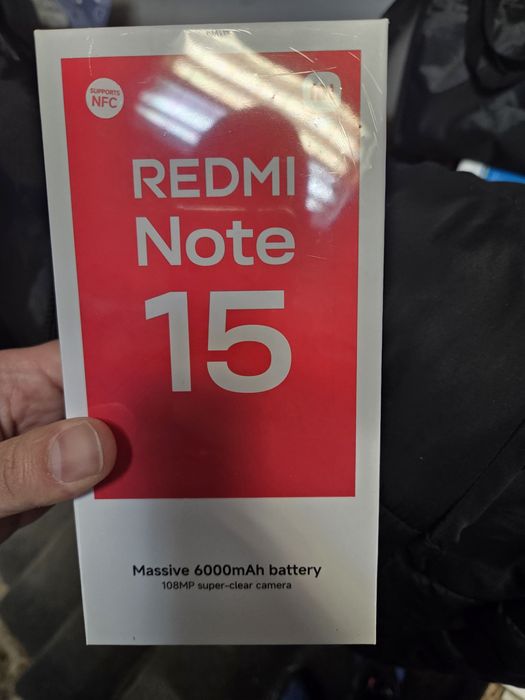 SUPPORTS
NFC
REDMI
Note
15
Massive 6000mAh battery
108MP super-clear camera